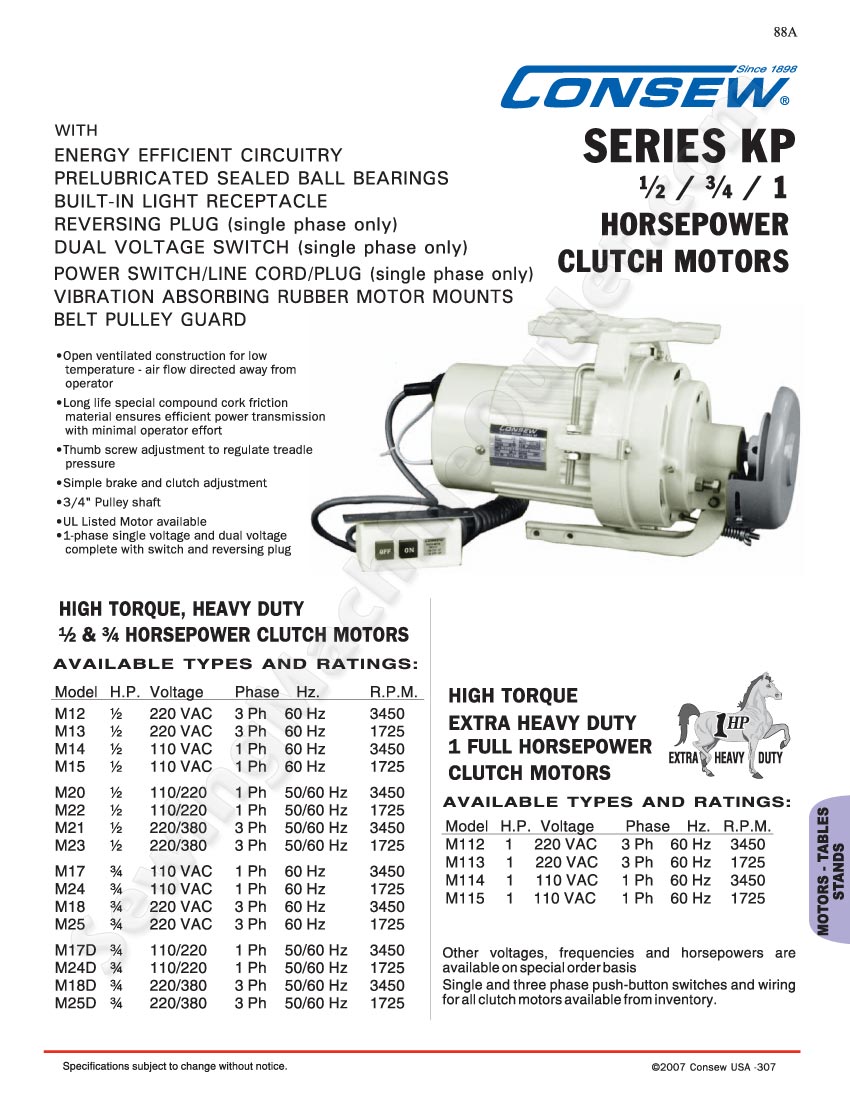 88A
Since 1898
CONSEW®
SERIES KP
½ / ¾ / 1
HORSEPOWER
CLUTCH MOTORS
WITH
ENERGY EFFICIENT CIRCUITRY
PRELUBRICATED SEALED BALL BEARINGS
BUILT-IN LIGHT RECEPTACLE
REVERSING PLUG (single phase only)
DUAL VOLTAGE SWITCH (single phase only)
POWER SWITCH/LINE CORD/PLUG (single phase only)
VIBRATION ABSORBING RUBBER MOTOR MOUNTS
BELT PULLEY GUARD
•Open ventilated construction for low
temperature - air flow directed away from
operator
•Long life special compound cork friction
material ensures efficient power transmission
with minimal operator effort
•Thumb screw adjustment to regulate treadle
pressure
•Simple brake and clutch adjustment
•3/4" Pulley shaft
•UL Listed Motor available
•1-phase single voltage and dual voltage
complete with switch and reversing plug
CONSEW
OFF ON
SewingMachineOutlet.com
HIGH TORQUE, HEAVY DUTY
½ & ¾ HORSEPOWER CLUTCH MOTORS
AVAILABLE TYPES AND RATINGS:
Model H.P. Voltage Phase Hz. R.P.M.
M12 ½ 220 VAC 3 Ph 60 Hz 3450
M13 ½ 220 VAC 3 Ph 60 Hz 1725
M14 ½ 110 VAC 1 Ph 60 Hz 3450
M15 ½ 110 VAC 1 Ph 60 Hz 1725
M20 ½ 110/220 1 Ph 50/60 Hz 3450
M22 ½ 110/220 1 Ph 50/60 Hz 1725
M21 ½ 220/380 3 Ph 50/60 Hz 3450
M23 ½ 220/380 3 Ph 50/60 Hz 1725
M17 ¾ 110 VAC 1 Ph 60 Hz 3450
M24 ¾ 110 VAC 1 Ph 60 Hz 1725
M18 ¾ 220 VAC 3 Ph 60 Hz 3450
M25 ¾ 220 VAC 3 Ph 60 Hz 1725
M17D ¾ 110/220 1 Ph 50/60 Hz 3450
M24D ¾ 110/220 1 Ph 50/60 Hz 1725
M18D ¾ 220/380 3 Ph 50/60 Hz 3450
M25D ¾ 220/380 3 Ph 50/60 Hz 1725
HIGH TORQUE
EXTRA HEAVY DUTY
1 FULL HORSEPOWER
CLUTCH MOTORS
1 HP
EXTRA HEAVY DUTY
AVAILABLE TYPES AND RATINGS:
Model H.P. Voltage Phase Hz. R.P.M.
M112 1 220 VAC 3 Ph 60 Hz 3450
M113 1 220 VAC 3 Ph 60 Hz 1725
M114 1 110 VAC 1 Ph 60 Hz 3450
M115 1 110 VAC 1 Ph 60 Hz 1725
Other voltages, frequencies and horsepowers are
available on special order basis
Single and three phase push-button switches and wiring
for all clutch motors available from inventory.
MOTORS - TABLES
STANDS
Specifications subject to change without notice.
©2007 Consew USA -307